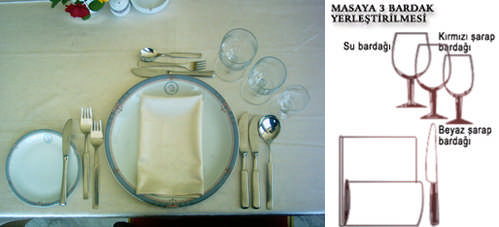 MASAYA 3 BARDAK
YERLEŞTİRİLMESİ
Su bardağı
Kırmızı şarap
bardağı
Beyaz şarap
bardağı